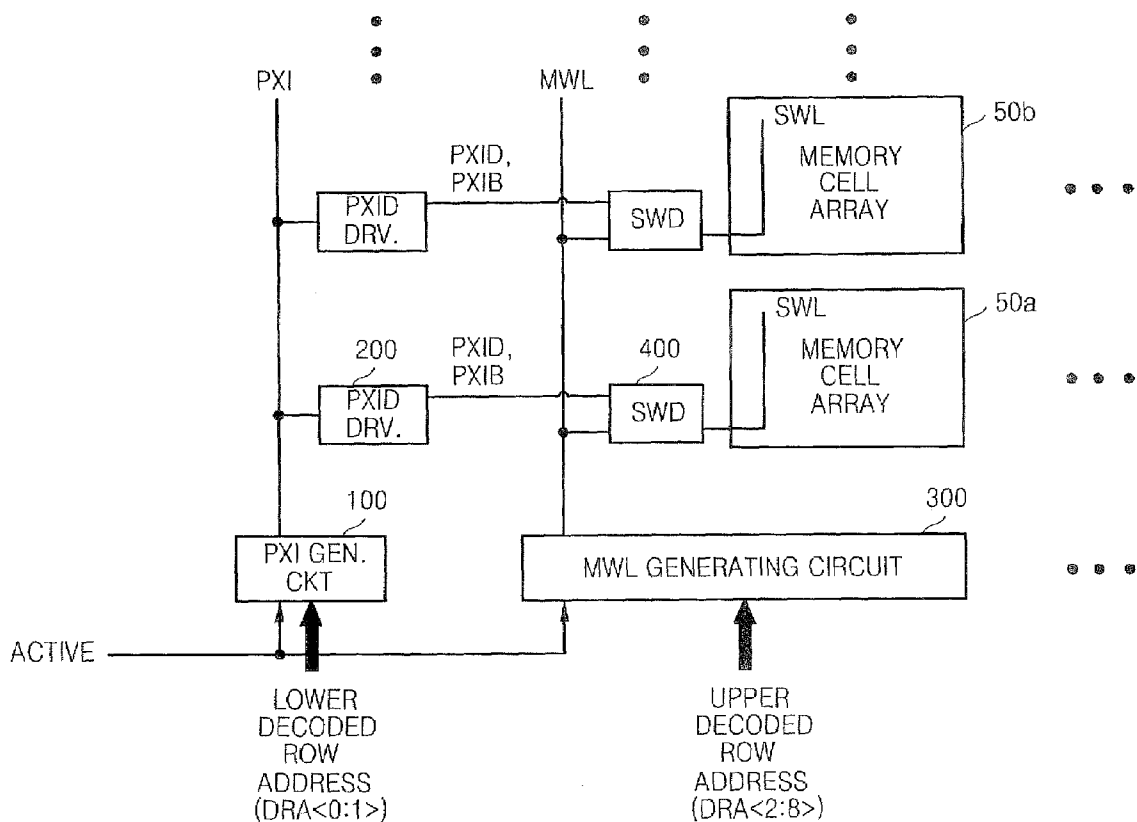 PXI
MWL
SWL
50b
MEMORY
CELL
ARRAY
PXID,
PXIB
PXID
DRV.
SWD
SWL
50a
MEMORY
CELL
ARRAY
200
PXID,
PXIB
400
PXID
DRV.
SWD
100
300
PXI GEN.
CKT
MWL GENERATING CIRCUIT
ACTIVE
LOWER
DECODED
ROW
ADDRESS
(DRA<0:1>)
UPPER
DECODED
ROW
ADDRESS
(DRA<2:8>)